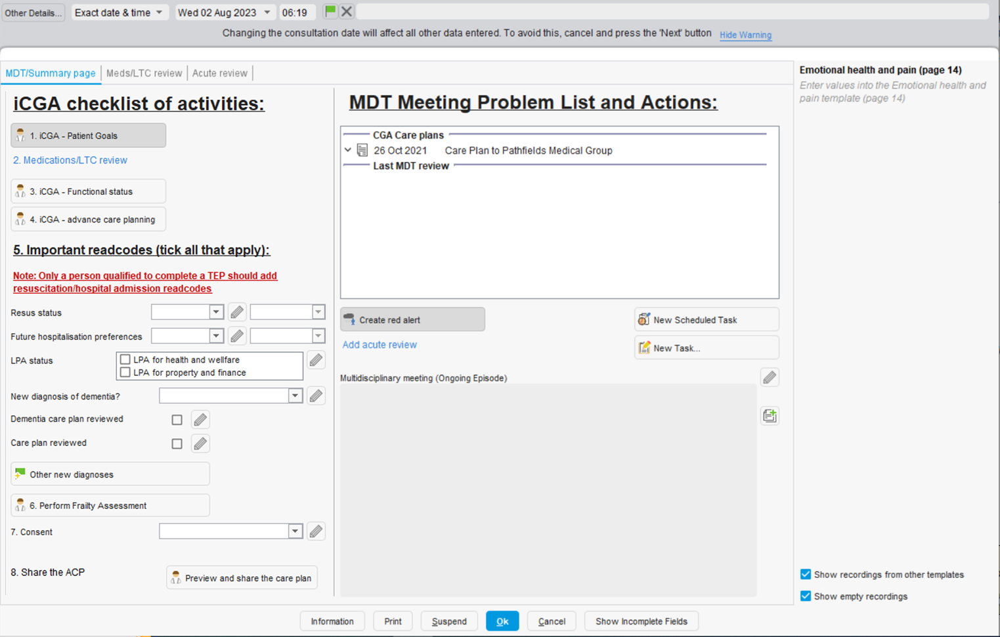 Other Details...
Exact date & time
Wed 02 Aug 2023
06:19
Changing the consultation date will affect all other data entered. To avoid this, cancel and press the 'Next' button
Hide Warning
MDT/Summary page
Meds/LTC review
Acute review
iCGA checklist of activities:
1. iCGA - Patient Goals
2. Medications/LTC review
3. iCGA - Functional status
4. iCGA - advance care planning
5. Important readcodes (tick all that apply):
Note: Only a person qualified to complete a TEP should add
resuscitation/hospital admission readcodes
Resus status
Future hospitalisation preferences
LPA status
LPA for health and wellfare
LPA for property and finance
New diagnosis of dementia?
Dementia care plan reviewed
Care plan reviewed
Other new diagnoses
6. Perform Frailty Assessment
7. Consent
8. Share the ACP
Preview and share the care plan
MDT Meeting Problem List and Actions:
CGA Care plans
26 Oct 2021 Care Plan to Pathfields Medical Group
Last MDT review
Create red alert
New Scheduled Task
Add acute review
New Task...
Multidisciplinary meeting (Ongoing Episode)
Emotional health and pain (page 14)
Enter values into the Emotional health and
pain template (page 14)
Show recordings from other templates
Show empty recordings
Information
Print
Suspend
Ok
Cancel
Show Incomplete Fields